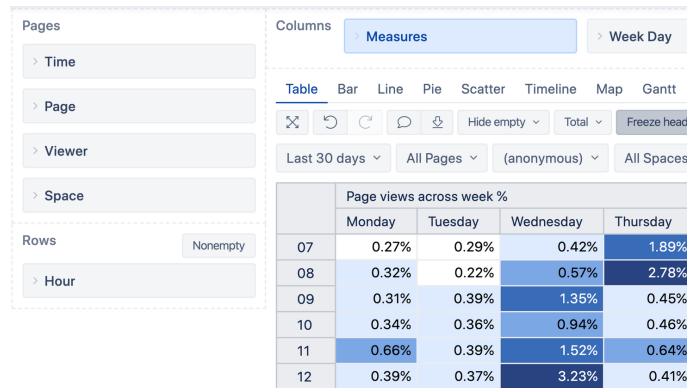 Pages
Time
Page
Viewer
Space
Rows
Nonempty
Hour
Columns
Measures
Week Day
Table Bar Line Pie Scatter Timeline Map Gantt
Hide empty Total Freeze head
Last 30 days All Pages (anonymous) All Spaces
Page views across week %
Monday Tuesday Wednesday Thursday
07 0.27% 0.29% 0.42% 1.89%
08 0.32% 0.22% 0.57% 2.78%
09 0.31% 0.39% 1.35% 0.45%
10 0.34% 0.36% 0.94% 0.46%
11 0.66% 0.39% 1.52% 0.64%
12 0.39% 0.37% 3.23% 0.41%